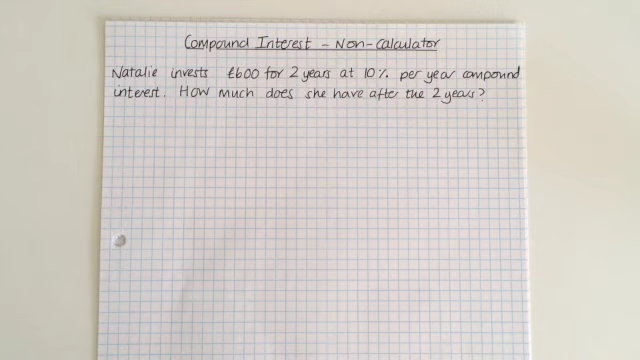 Compound Interest - Non-Calculator
Natalie invests £600 for 2 years at 10% per year compound
interest. How much does she have after the 2 years?